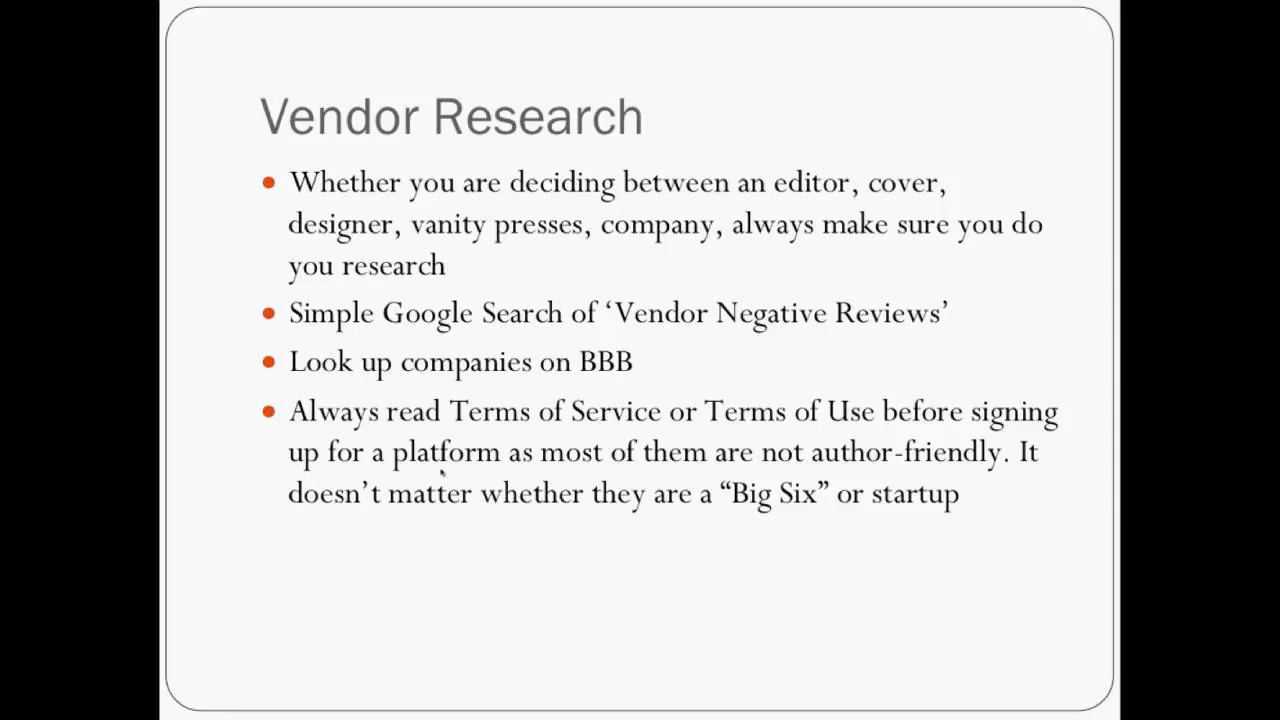 Vendor Research
Whether you are deciding between an editor, cover,
designer, vanity presses, company, always make sure you do
you research
Simple Google Search of ‘Vendor Negative Reviews’
Look up companies on BBB
Always read Terms of Service or Terms of Use before signing
up for a platform as most of them are not author-friendly. It
doesn’t matter whether they are a “Big Six” or startup